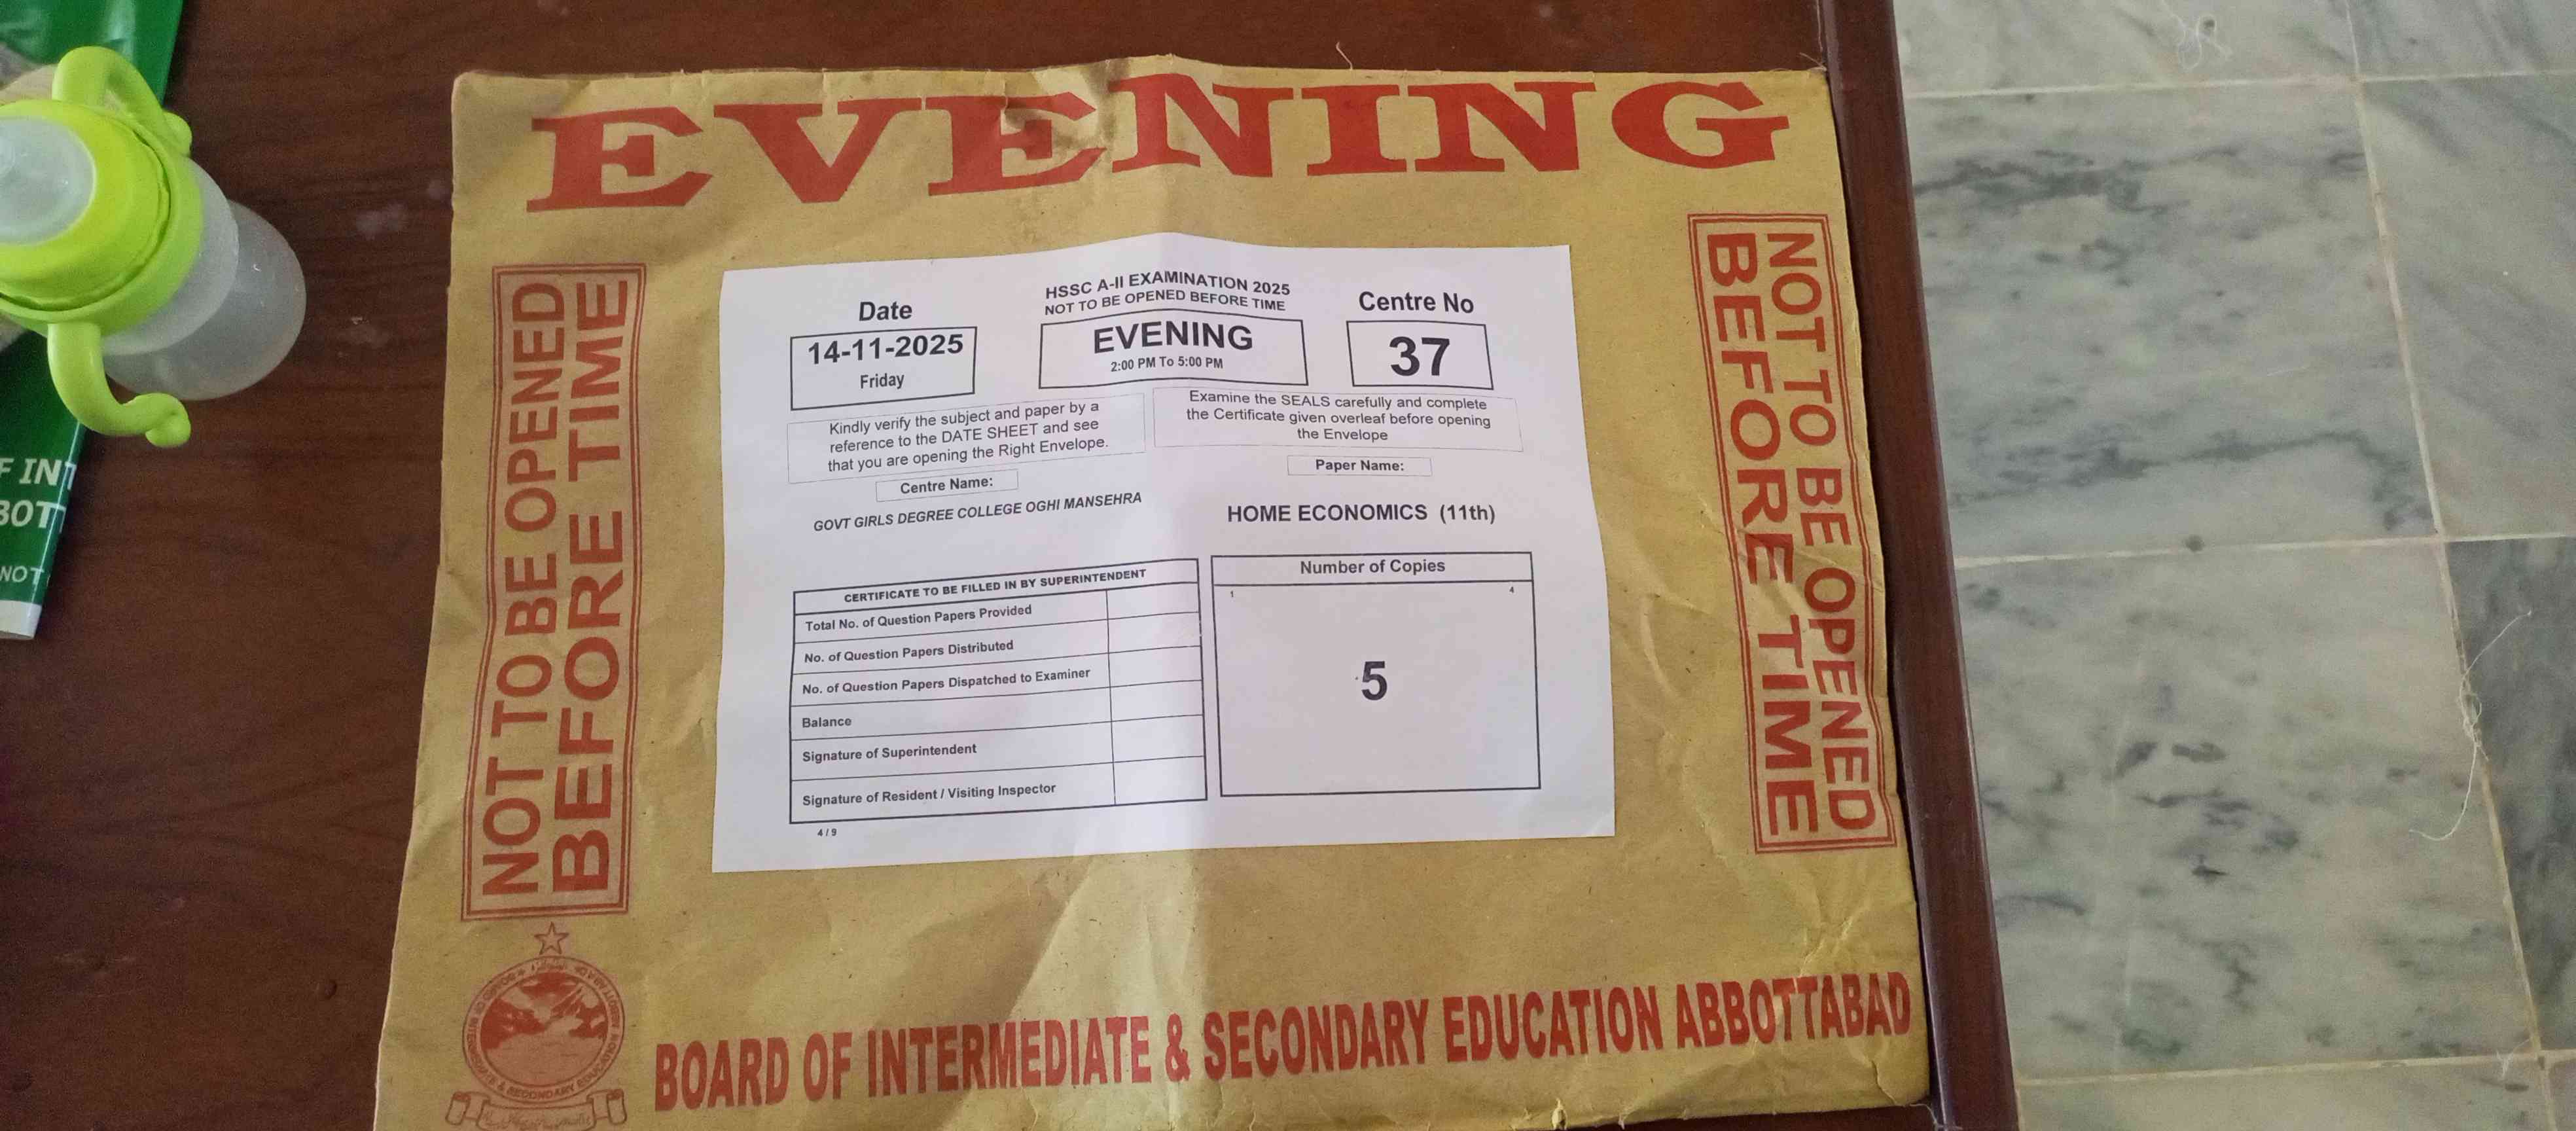 EVENING
NOT TO BE OPENED
BEFORE TIME
HSSC A-II EXAMINATION 2025
NOT TO BE OPENED BEFORE TIME
Date
14-11-2025
Friday
EVENING
2:00 PM To 5:00 PM
Centre No
37
Kindly verify the subject and paper by a
reference to the DATE SHEET and see
that you are opening the Right Envelope.
Examine the SEALS carefully and complete
the Certificate given overleaf before opening
the Envelope
Centre Name:
GOVT GIRLS DEGREE COLLEGE OGHI MANSEHRA
Paper Name:
HOME ECONOMICS (11th)
CERTIFICATE TO BE FILLED IN BY SUPERINTENDENT
Total No. of Question Papers Provided
No. of Question Papers Distributed
No. of Question Papers Dispatched to Examiner
Balance
Signature of Superintendent
Signature of Resident / Visiting Inspector
4 / 9
Number of Copies
1 4
5
NOT TO BE OPENED
BEFORE TIME
BOARD OF INTERMEDIATE & SECONDARY EDUCATION ABBOTTABAD
F IN
BOT
NOT